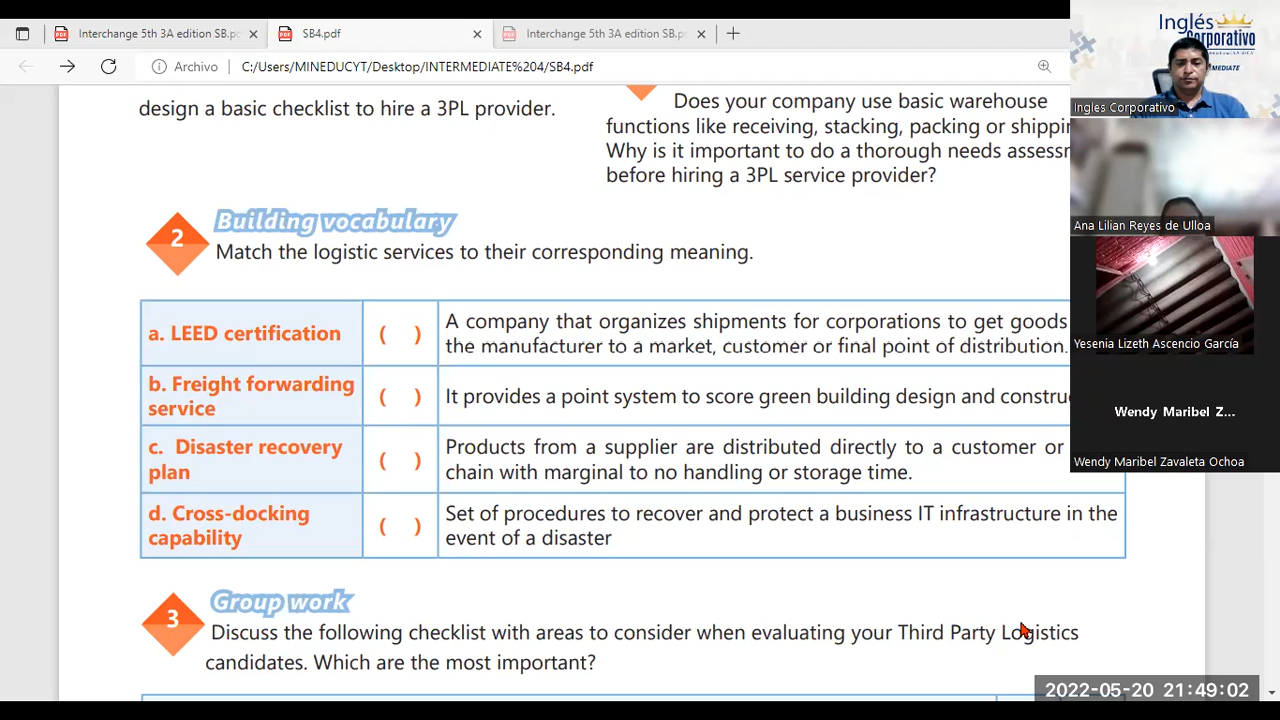 Interchange 5th 3A edition SB.pc
SB4.pdf
Interchange 5th 3A edition SB.pc
Archivo
C:/Users/MINEDUCYT/Desktop/INTERMEDIATE%204/SB4.pdf
design a basic checklist to hire a 3PL provider.
Does your company use basic warehouse
functions like receiving, stacking, packing or shippi
Why is it important to do a thorough needs assess
before hiring a 3PL service provider?
2
Building vocabulary
Match the logistic services to their corresponding meaning.
a. LEED certification
( )
A company that organizes shipments for corporations to get goods
the manufacturer to a market, customer or final point of distribution.
b. Freight forwarding
service
( )
It provides a point system to score green building design and constru
c. Disaster recovery
plan
( )
Products from a supplier are distributed directly to a customer or
chain with marginal to no handling or storage time.
d. Cross-docking
capability
( )
Set of procedures to recover and protect a business IT infrastructure in the
event of a disaster
3
Group work
Discuss the following checklist with areas to consider when evaluating your Third Party Logistics
candidates. Which are the most important?
Inglés
Corporativo
Ingles Corporativo
Ana Lilian Reyes de Ulloa
Yesenia Lizeth Ascencio García
Wendy Maribel Z...
Wendy Maribel Zavaleta Ochoa
2022-05-20 21:49:02